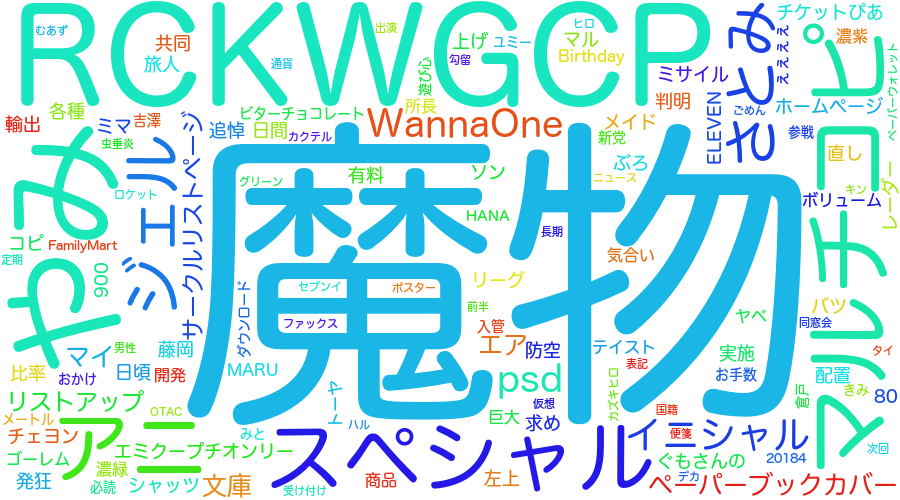 RCKWGCP
魔物
やみ
マルチコピ
アニ
スペシャル
ジェル
さとみ
WannaOne
psd
イニシャル
ペーパーブックカバー
サークルリストページ
リストアップ
エミクープチオンリー
ぐもさんの
チケットぴあ
ホームページ
濃紫
むあず
共同
旅人
各種
輸出
ミマ
吉澤
虫垂炎
ロケット
コピ
FamilyMart
定期
900
追悼
日間
ビターチョコレート
カクテル
通貨
出演
勾留
上げ
ユミー
ヒロ
マル
Birthday
遊び心
所長
ミサイル
判明
メイド
新党
ELEVEN
ごめん
ぇぇぇぇ
参戦
ペーパーウォレット
直し
レーダー
キン
ボリューム
ぶろ
ニュース
ソン
有料
グリーン
HANA
長期
気合い
セブンイ
ポスター
リーグ
前半
ファックス
ダウンロード
入管
エア
防空
テイスト
表記
ヤベ
同窓会
バツ
タイ
実施
お手数
配置
きみ
80
倉戸
カズキヒロ
国籍
便箋
20184
デカ
次回
仮想
求め
巨大
左上
商品
受け付け
ハル
トーヤ
MARU
藤岡
マイ
男性
日頃
開発
比率
おかけ
メートル
チェヨン
OTAC
みと
ゴーレム
濃緑
発狂
必読
シャッツ
文庫